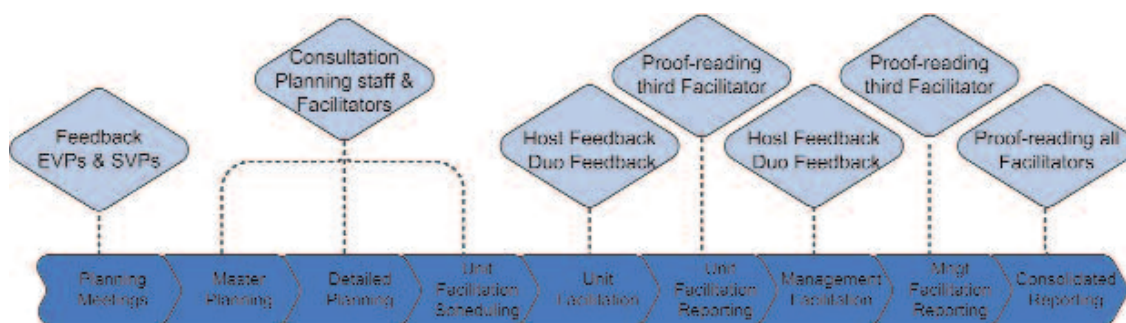 Consultation
Planning staff &
Facilitators
Proof-reading
third Facilitator
Proof-reading
third Facilitator
Feedback
EVPs & SVPs
Host Feedback
Duo Feedback
Host Feedback
Duo Feedback
Proof-reading all
Facilitators
Planning
Meetings
Master
Planning
Detailed
Planning
Unit
Facilitation
Scheduling
Unit
Facilitation
Unit
Facilitation
Reporting
Management
Facilitation
Mngt
Facilitation
Reporting
Consolidated
Reporting